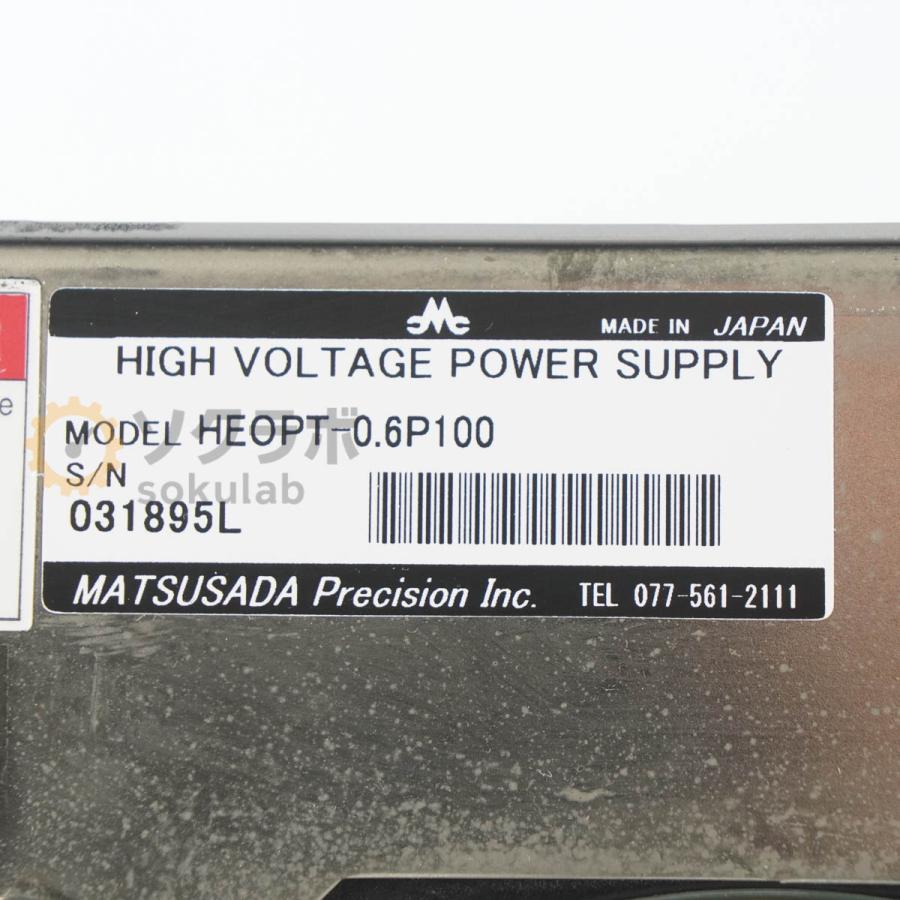 MADE IN JAPAN
HIGH VOLTAGE POWER SUPPLY
MODEL HEOPT-0.6P100
ソクラボ
S/N
sokulab
031895L
MATSUSADA Precision Inc. TEL 077-561-2111
e